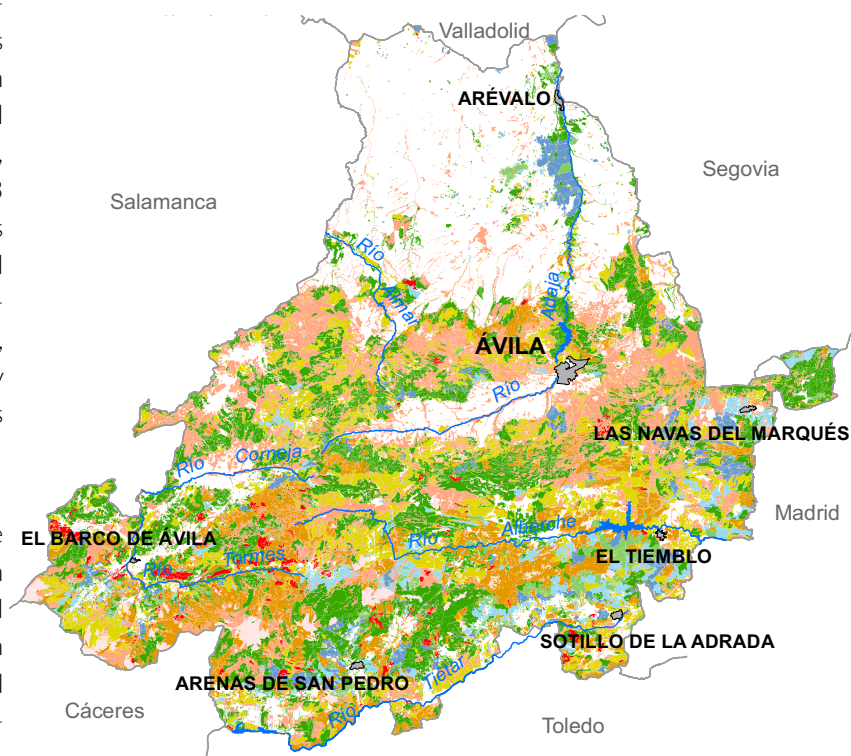 Valladolid
ARÉVALO
Segovia
Salamanca
Río
Almar
Adaja
ÁVILA
Río
LAS NAVAS DEL MARQUÉS
Río Corneja
Madrid
Río Alberche
EL BARCO DE ÁVILA
Río Tormes
EL TIEMBLO
SOTILLO DE LA ADRADA
ARENAS DE SAN PEDRO
Río Tiétar
Cáceres
Toledo